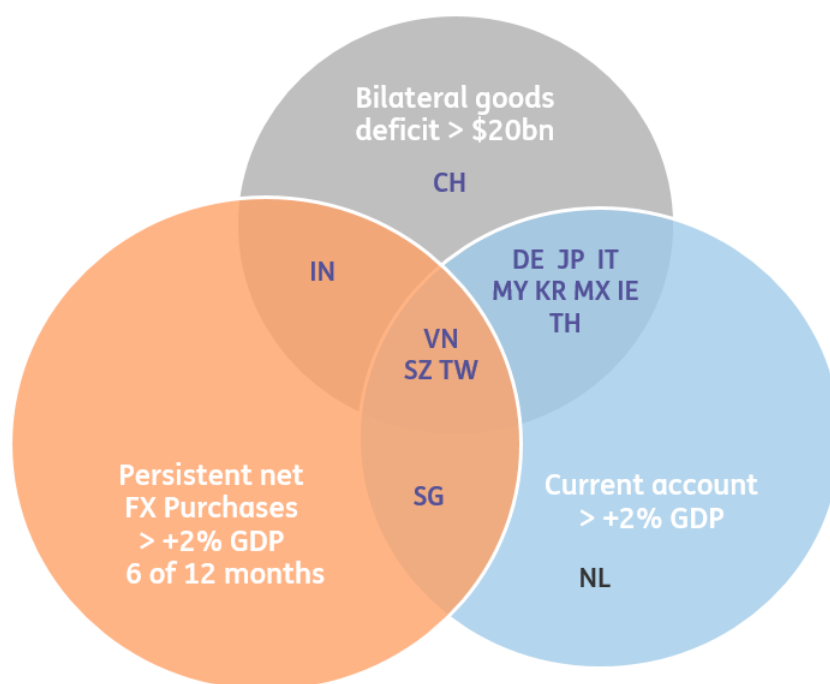 Bilateral goods
deficit > $20bn
CH
IN
DE JP IT
MY KR MX IE
TH
VN
SZ TW
Persistent net
FX Purchases
> +2% GDP
6 of 12 months
SG
Current account
> +2% GDP
NL